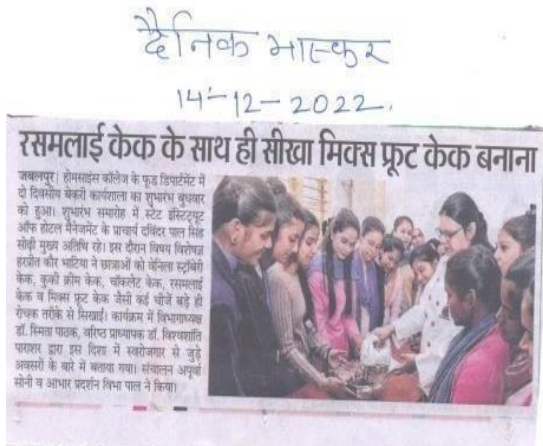 दैनिक भास्कर
14-12-2022.
रसमलाई केक के साथ ही सीखा मिक्स फ्रूट केक बनाना
जबलपुर। होमसाइंस कॉलेज के फूड डिपार्टमेंट में
दो दिवसीय बेकरी कार्यशाला का शुभारंभ बुधवार
को हुआ। शुभारंभ समारोह में स्टेट इंस्टिट्यूट
ऑफ होटल मैनेजमेंट के प्राचार्य दविंदर पाल सिंह
सोढ़ी मुख्य अतिथि रहे। इस दौरान विषय विशेषज्ञ
हरप्रीत कौर भाटिया ने छात्राओं को वेनिला स्ट्रॉबेरी
केक, कुकी क्रीम केक, चॉकलेट केक, रसमलाई
केक व मिक्स फ्रूट केक जैसी कई चीजें बड़े ही
रोचक तरीके से सिखाईं। कार्यक्रम में विभागाध्यक्ष
डॉ. स्मिता पाठक, वरिष्ठ प्राध्यापक डॉ. विश्वशांति
पाराशर द्वारा इस दिशा में स्वरोजगार से जुड़े
अवसरों के बारे में बताया गया। संचालन अपूर्वा
सोनी व आभार प्रदर्शन विभा पाल ने किया।